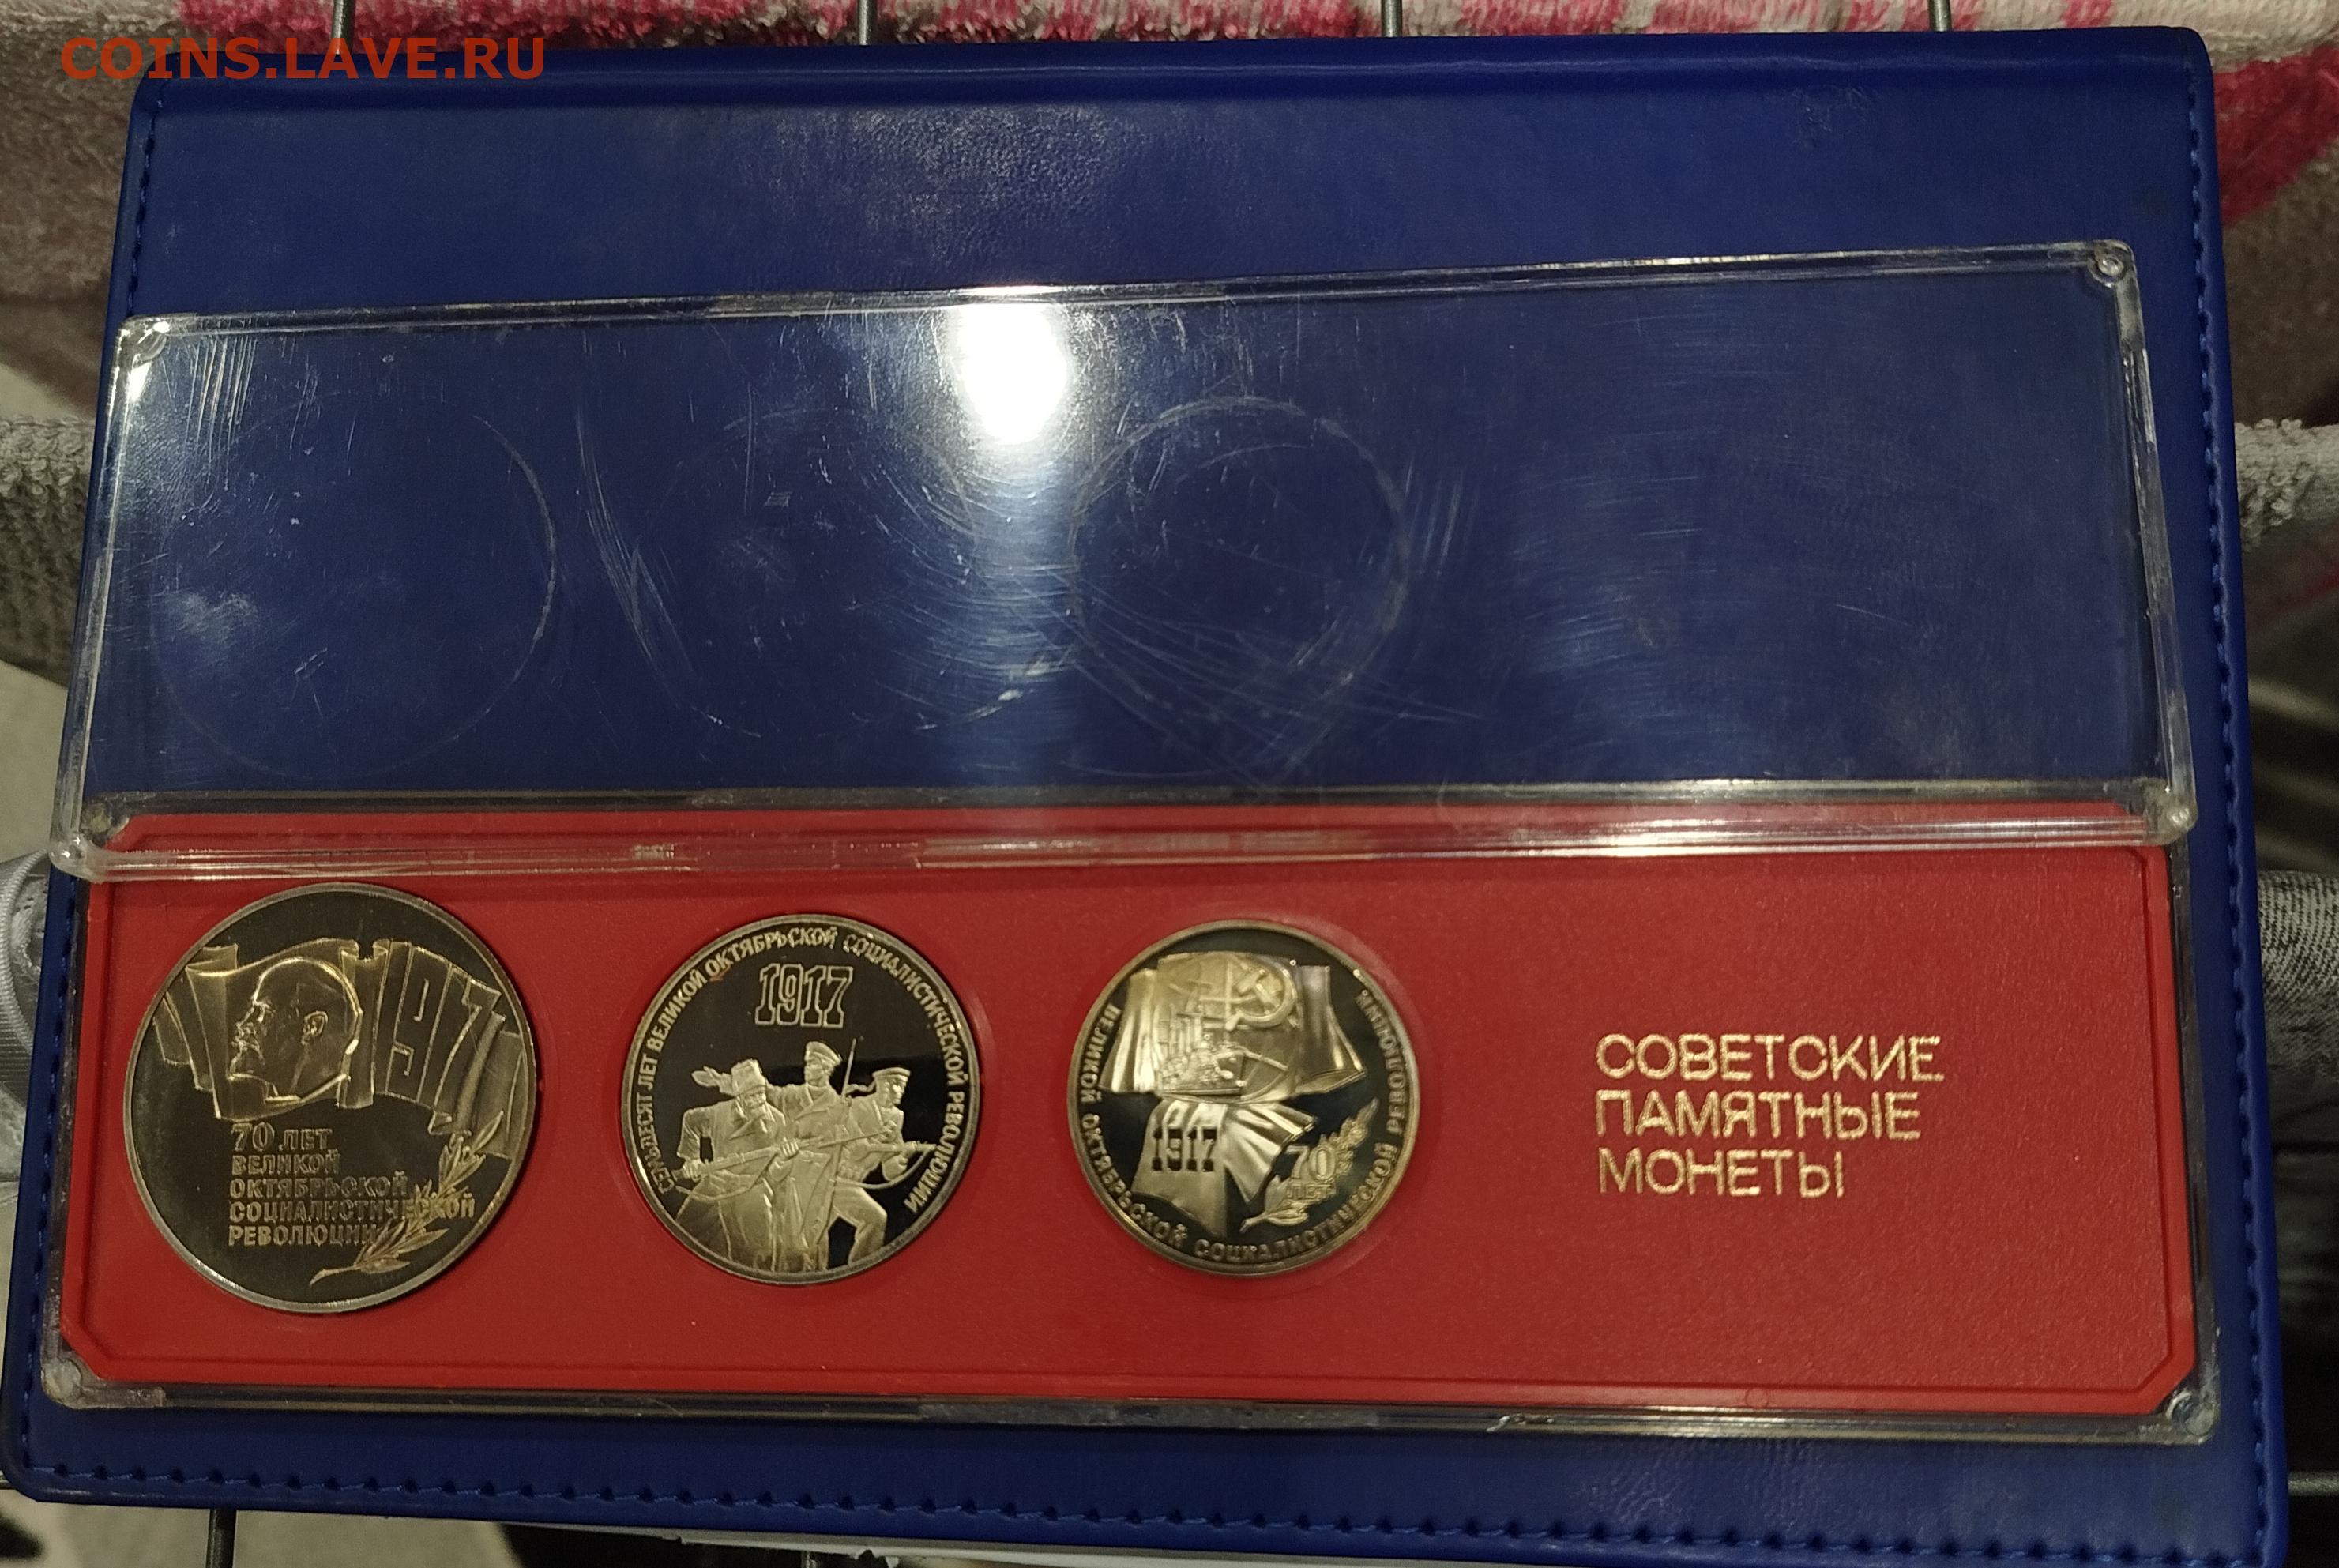 COINS.LAVE.RU
1917
70 ЛЕТ
ВЕЛИКОЙ
ОКТЯБРЬСКОЙ
СОЦИАЛИСТИЧЕСКОЙ
РЕВОЛЮЦИИ
СЕМЬДЕСЯТ ЛЕТ ВЕЛИКОЙ ОКТЯБРЬСКОЙ СОЦИАЛИСТИЧЕСКОЙ РЕВОЛЮЦИИ
1917
ВЕЛИКОЙ ОКТЯБРЬСКОЙ СОЦИАЛИСТИЧЕСКОЙ РЕВОЛЮЦИИ
1917
70
ЛЕТ
СОВЕТСКИЕ
ПАМЯТНЫЕ
МОНЕТЫ